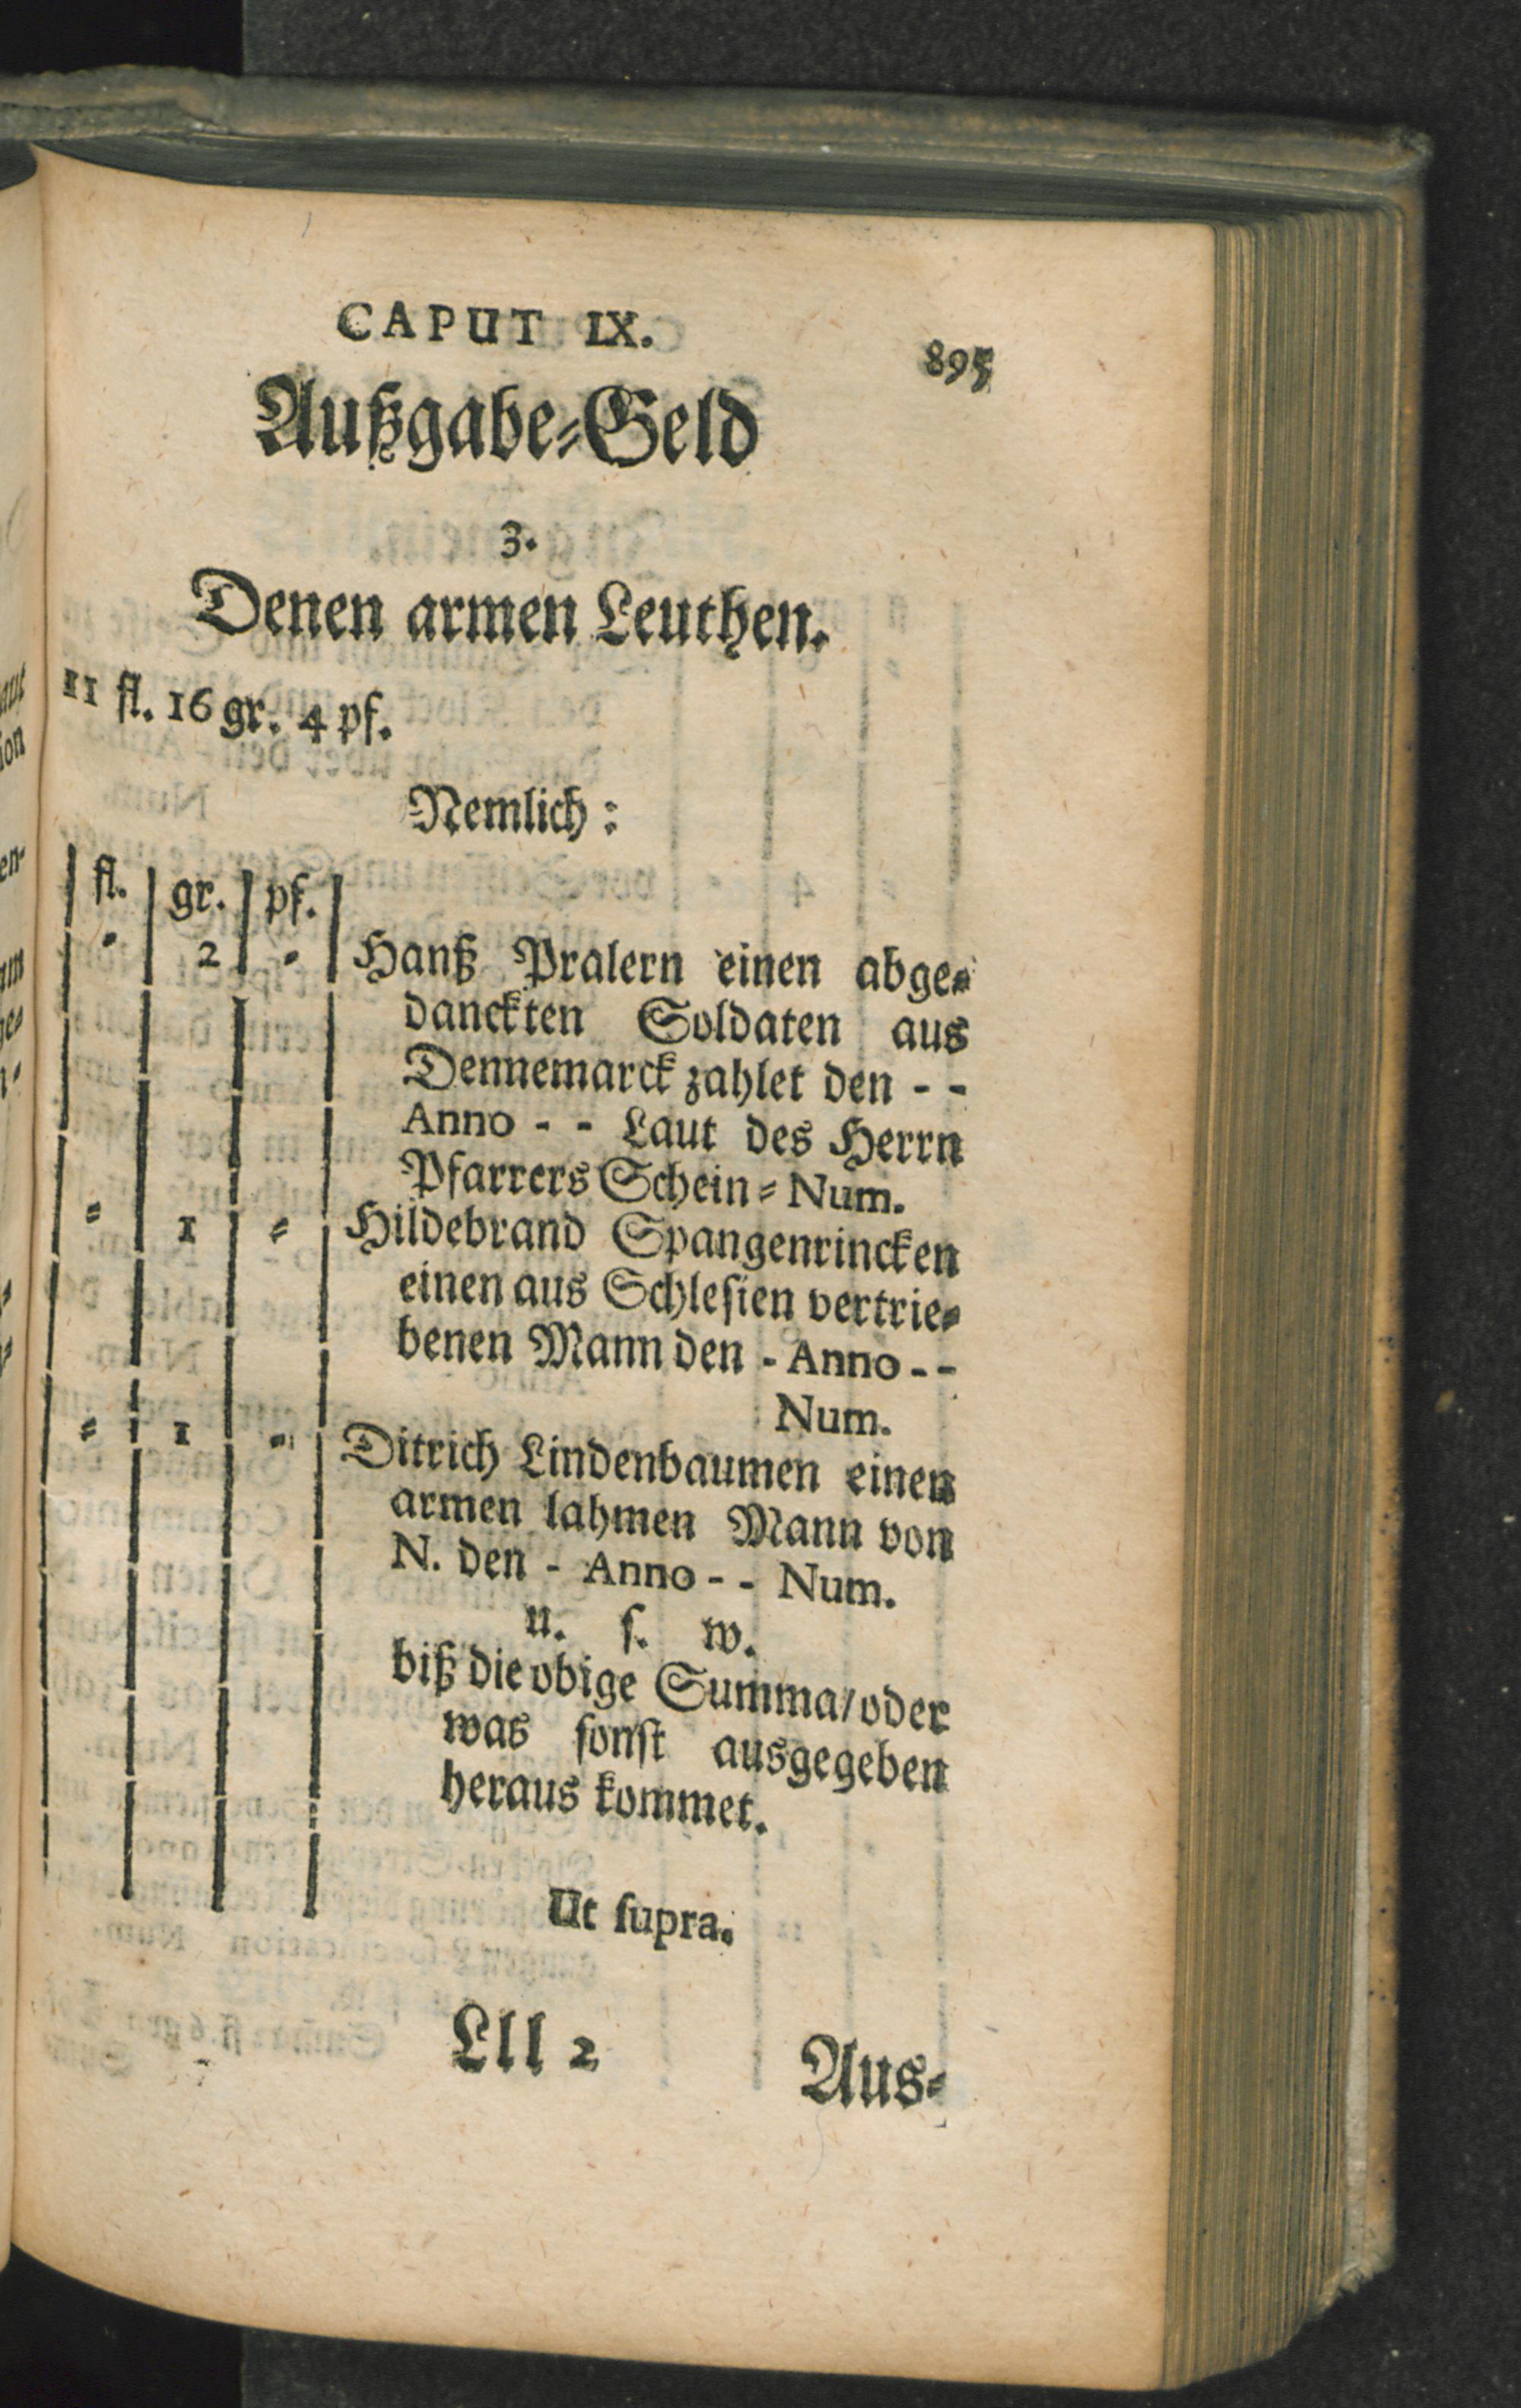 CAPUT IX.
895
Außgabe-Geld
3.
Denen armen Leuthen.
11 fl. 16 gr. 4 pf.
Nemlich:
fl. gr. pf.
- 2 - Hanß Pralern einen abge-
danckten Soldaten aus
Dennemarck zahlet den - -
Anno - - Laut des Herrn
Pfarrers Schein - Num.
- 1 - Hildebrand Spangenrincken
einen aus Schlesien vertrie-
benen Mann den - Anno - -
Num.
- 1 - Ditrich Lindenbaumen einen
armen lahmen Mann von
N. den - Anno - - Num.
u. s. w.
biß die obige Summa/ oder
was sonst ausgegeben
heraus kommet.
Ut supra.
Lll 2
Aus-